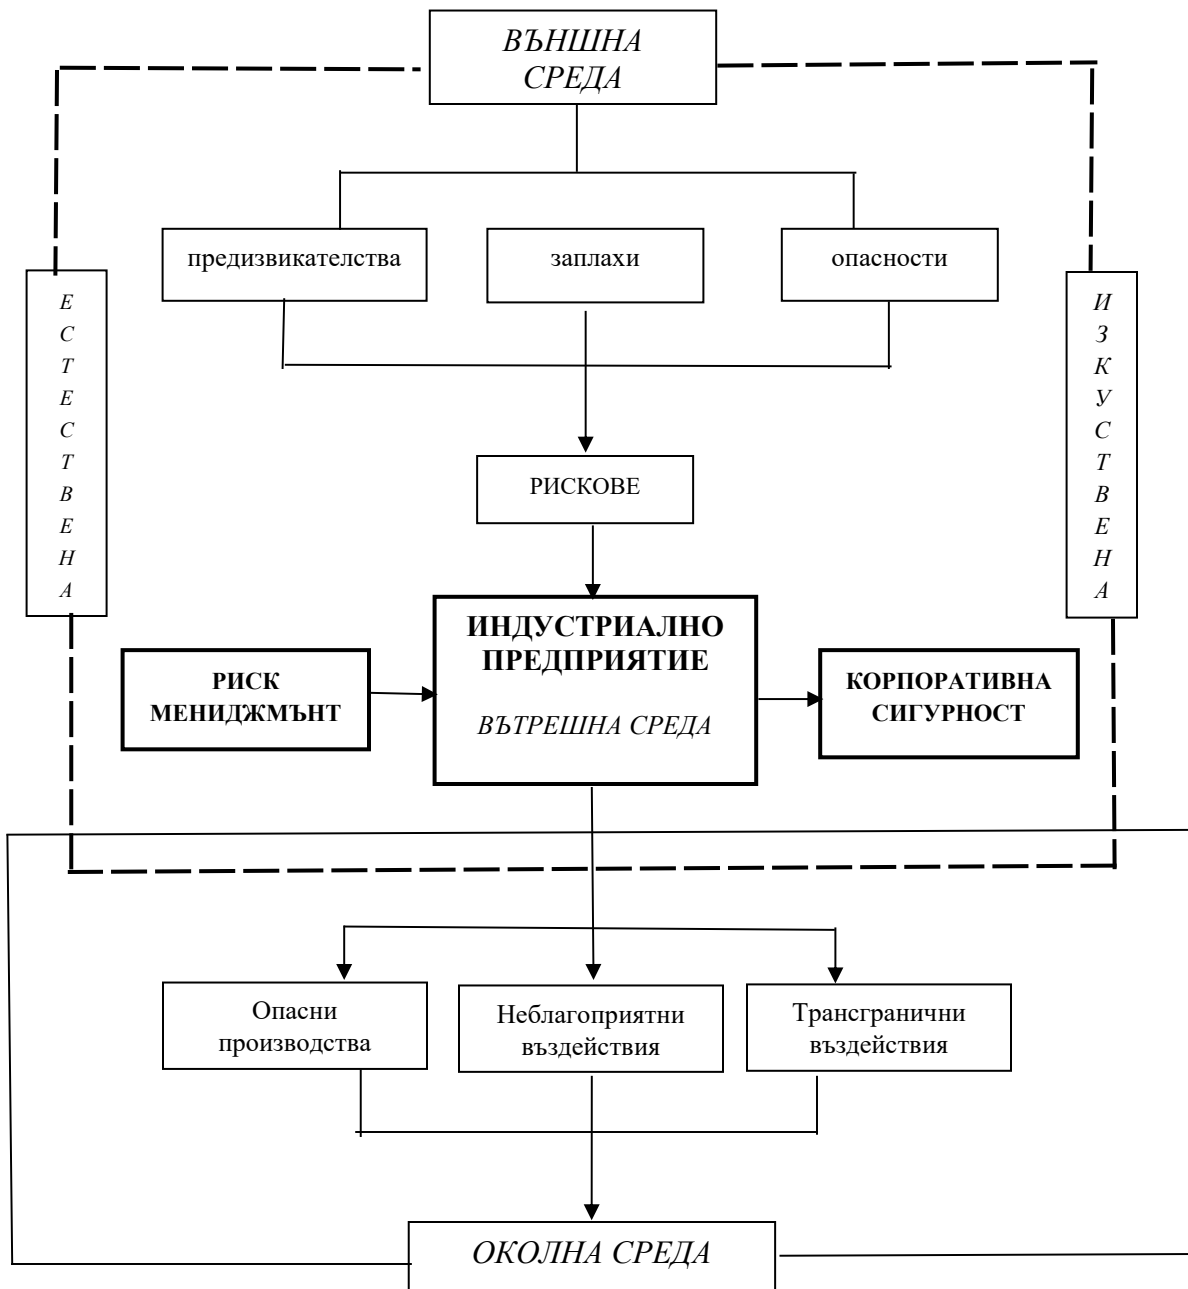 ВЪНШНА
СРЕДА
предизвикателства
заплахи
опасности
Е
С
Т
Е
С
Т
В
Е
Н
А
И
З
К
У
С
Т
В
Е
Н
А
РИСКОВЕ
ИНДУСТРИАЛНО
ПРЕДПРИЯТИЕ
ВЪТРЕШНА СРЕДА
РИСК
МЕНИДЖМЪНТ
КОРПОРАТИВНА
СИГУРНОСТ
Опасни
производства
Неблагоприятни
въздействия
Трансгранични
въздействия
ОКОЛНА СРЕДА